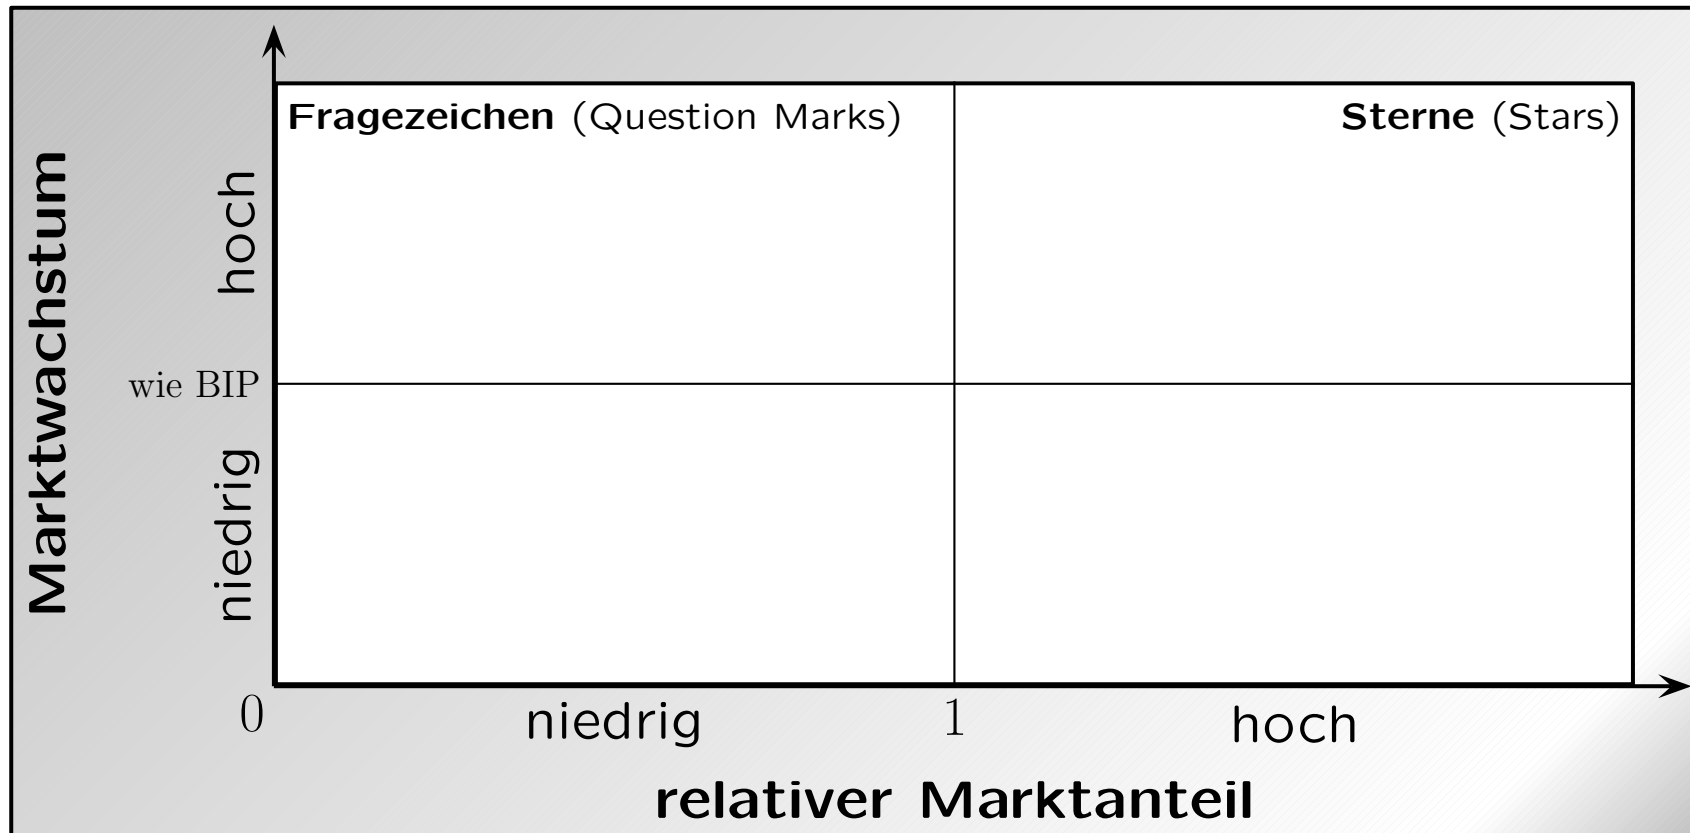 Fragezeichen (Question Marks)
Sterne (Stars)
Marktwachstum
hoch
wie BIP
niedrig
0
niedrig
1
hoch
relativer Marktanteil